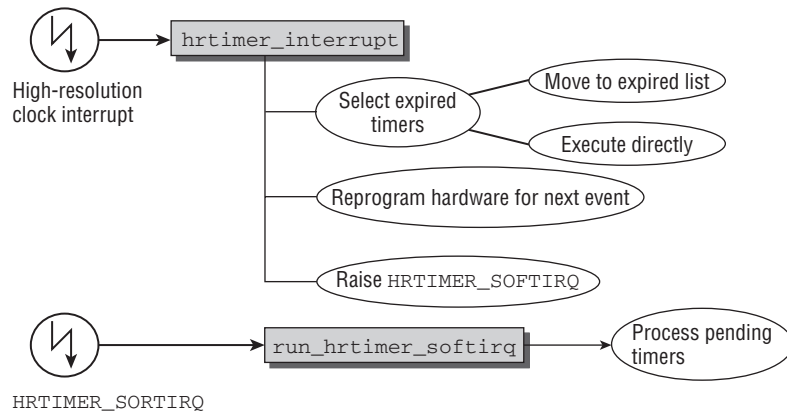 hrtimer_interrupt
High-resolution
clock interrupt
Select expired
timers
Move to expired list
Execute directly
Reprogram hardware for next event
Raise HRTIMER_SOFTIRQ
run_hrtimer_softirq
Process pending
timers
HRTIMER_SORTIRQ